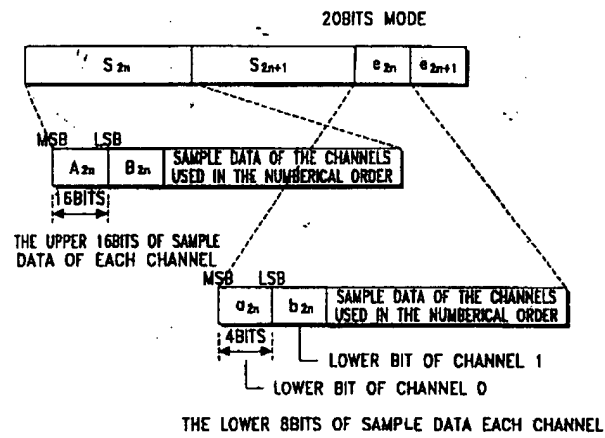 20BITS MODE
S2n S2n+1 e2n e2n+1
MSB LSB
A2n B2n SAMPLE DATA OF THE CHANNELS
USED IN THE NUMBERICAL ORDER
16BITS
THE UPPER 16BITS OF SAMPLE
DATA OF EACH CHANNEL
MSB LSB
a2n b2n SAMPLE DATA OF THE CHANNELS
USED IN THE NUMBERICAL ORDER
4BITS
LOWER BIT OF CHANNEL 1
LOWER BIT OF CHANNEL 0
THE LOWER 8BITS OF SAMPLE DATA EACH CHANNEL